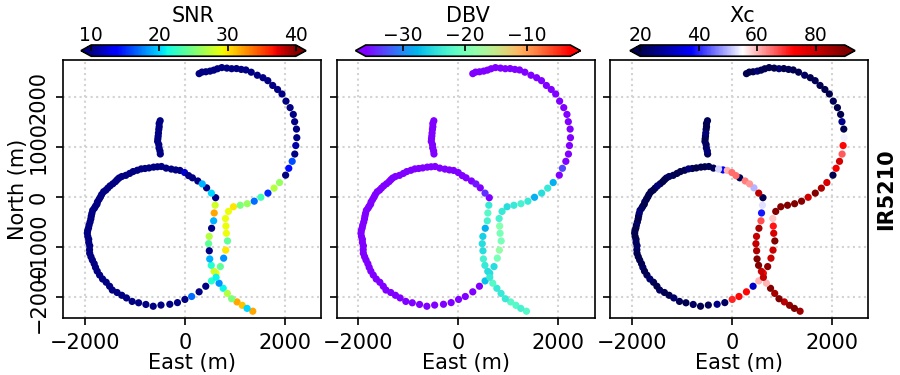 SNR DBV Xc
10 20 30 40 −30 −20 −10 20 40 60 80
North (m)
2000
1000
0
−1000
−2000
−2000 0 2000 −2000 0 2000 −2000 0 2000
East (m) East (m) East (m)
IR5210